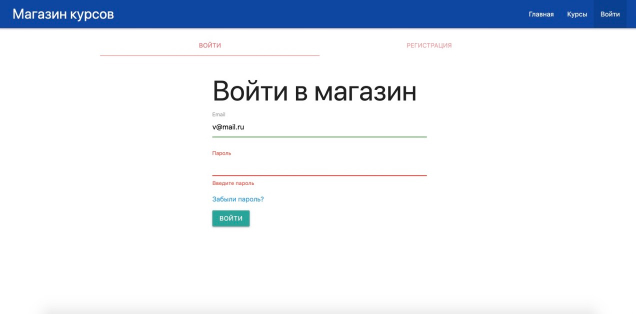 Магазин курсов
Главная Курсы Войти
ВОЙТИ РЕГИСТРАЦИЯ
Войти в магазин
Email
v@mail.ru
Пароль
Введите пароль
Забыли пароль?
ВОЙТИ